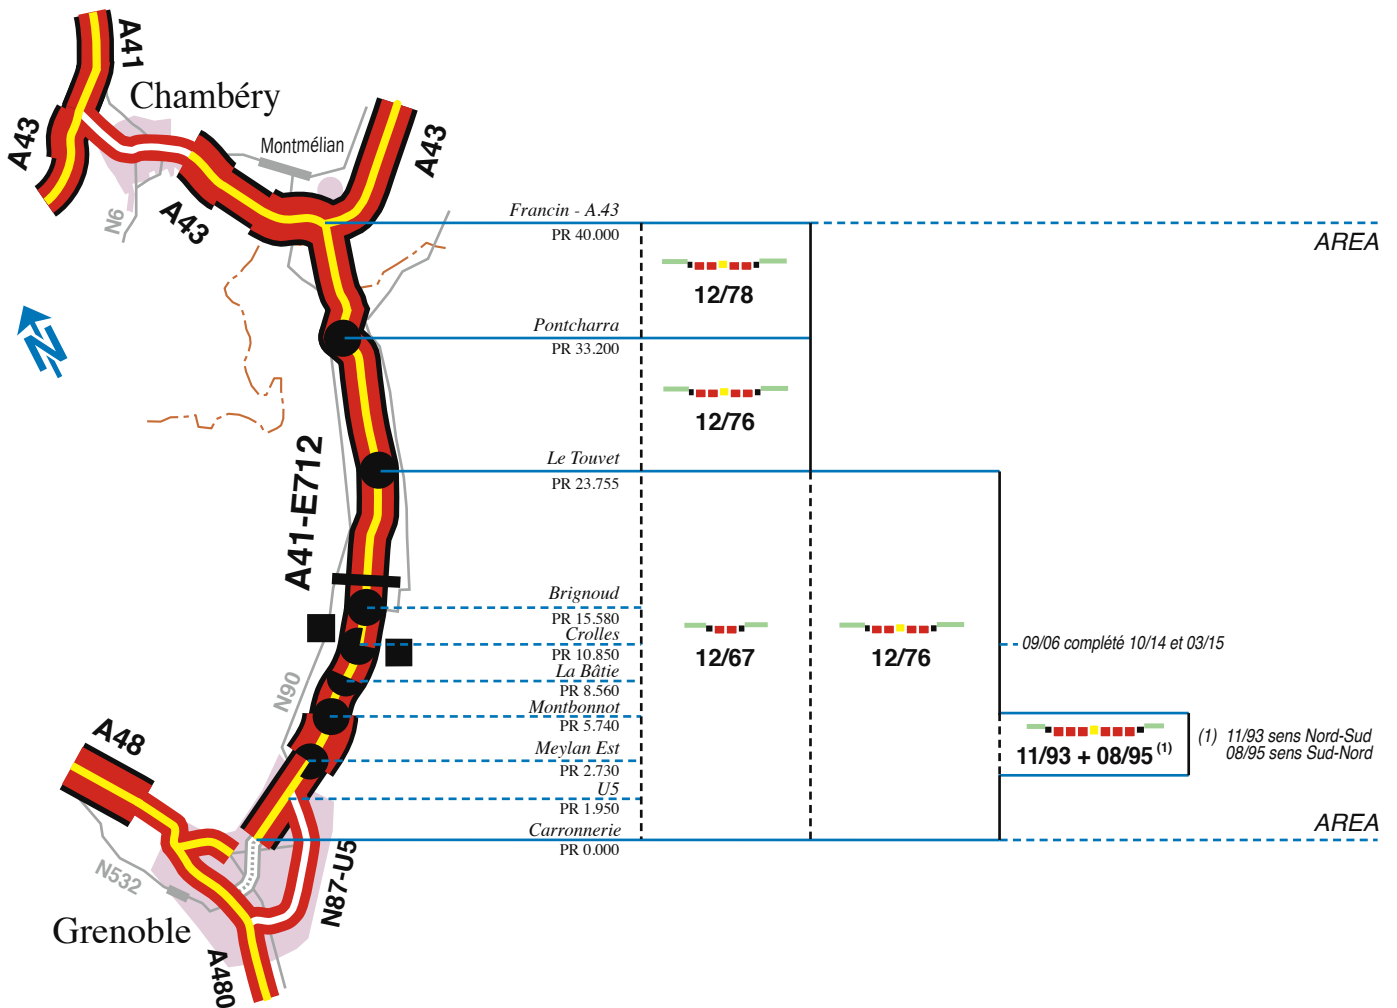 A41
Chambéry
A43
Montmélian
A43
N6
A43
Francin - A.43
PR 40.000
AREA
12/78
N
Pontcharra
PR 33.200
12/76
A41-E712
Le Touvet
PR 23.755
Brignoud
PR 15.580
Crolles
PR 10.850
La Bâtie
PR 8.560
Montbonnot
PR 5.740
Meylan Est
PR 2.730
U5
PR 1.950
Carronnerie
PR 0.000
12/67
12/76
09/06 complété 10/14 et 03/15
11/93 + 08/95 (1)
(1) 11/93 sens Nord-Sud
08/95 sens Sud-Nord
AREA
N90
A48
N532
N87-U5
Grenoble
A480